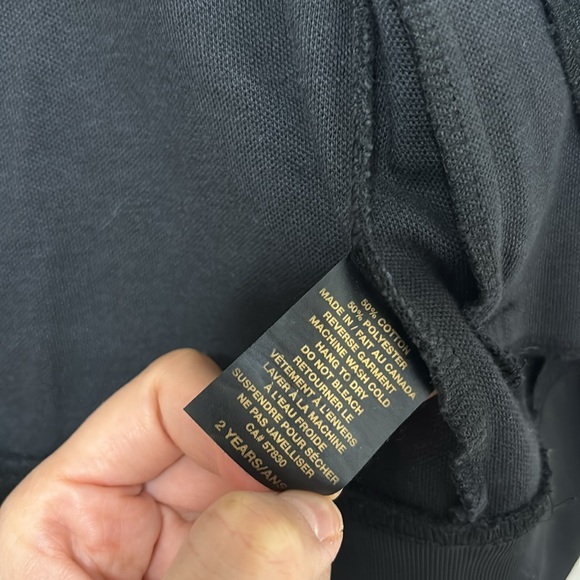 50% COTTON
50% POLYESTER
MADE IN / FAIT AU CANADA
REVERSE GARMENT
MACHINE WASH COLD
HANG TO DRY
DO NOT BLEACH
RETOURNER LE
VÊTEMENT À L'ENVERS
LAVER À LA MACHINE
À L'EAU FROIDE
SUSPENDRE POUR SÉCHER
NE PAS JAVELLISER
CA# 57830
2 YEARS/ANS